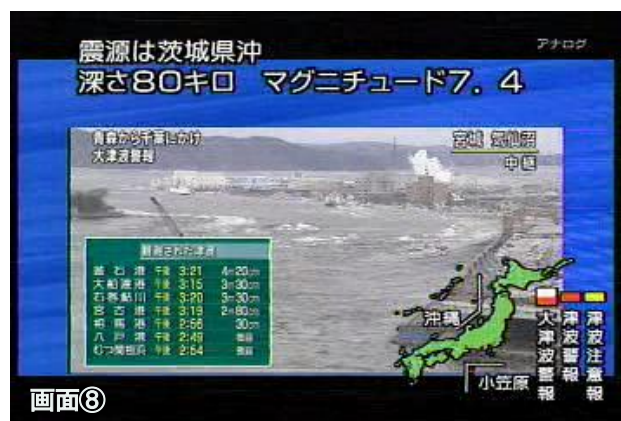 アナログ
震源は茨城県沖
深さ80キロ マグニチュード7.4
青森から千葉にかけ
大津波警報
宮城 気仙沼
中継
観測された津波
釜石港 午後 3:21 4m20cm
大船渡港 午後 3:15 3m30cm
石巻鮎川 午後 3:20 3m30cm
宮古港 午後 3:19 2m80cm
相馬港 午後 2:56 30cm
八戸港 午後 2:49 微弱
むつ関根浜 午後 2:54 微弱
沖縄
小笠原
大津波警報
津波警報
津波注意報
画面⑧